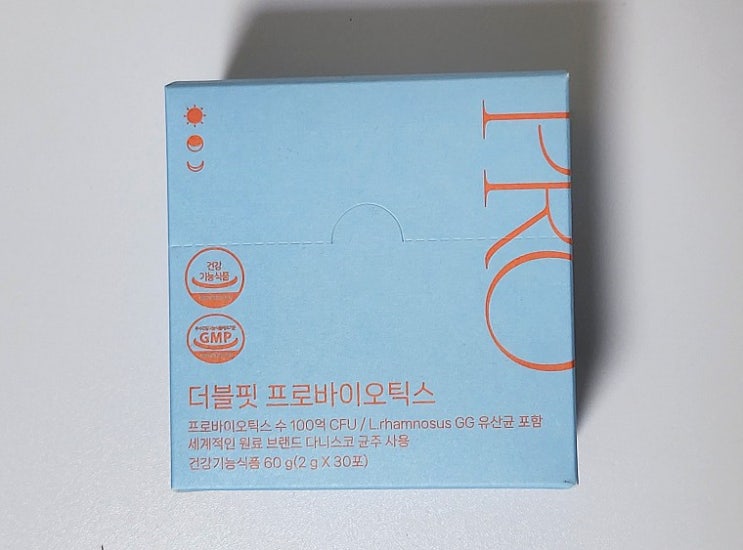 PRO
건강
기능식품
GMP
더블핏 프로바이오틱스
프로바이오틱스 수 100억 CFU / L.rhamnosus GG 유산균 포함
세계적인 원료 브랜드 다니스코 균주 사용
건강기능식품 60 g(2 g X 30포)